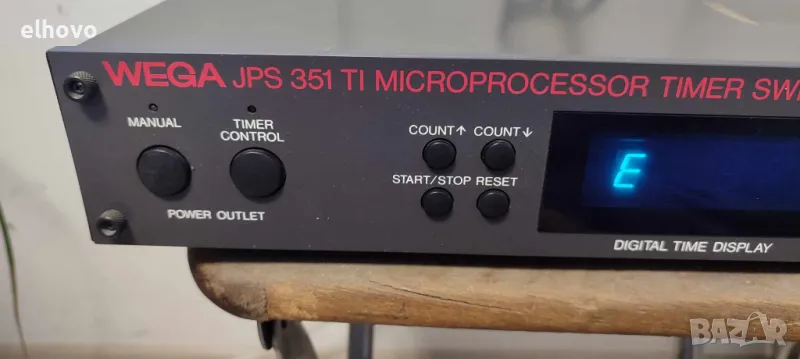 elhovo
WEGA JPS 351 TI MICROPROCESSOR TIMER
MANUAL
TIMER CONTROL
POWER OUTLET
COUNT↑ COUNT↓
START/STOP RESET
E
DIGITAL TIME DISPLAY
BAZAR